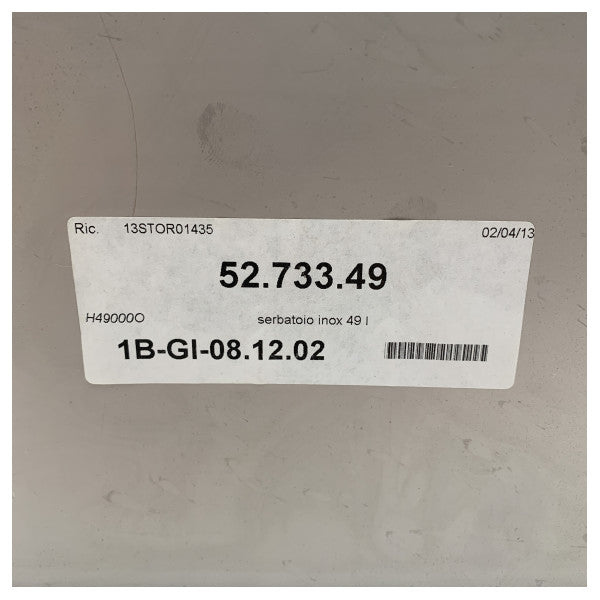 Ric. 13STOR01435 02/04/13
52.733.49
H49000O serbatoio inox 49 l
1B-GI-08.12.02